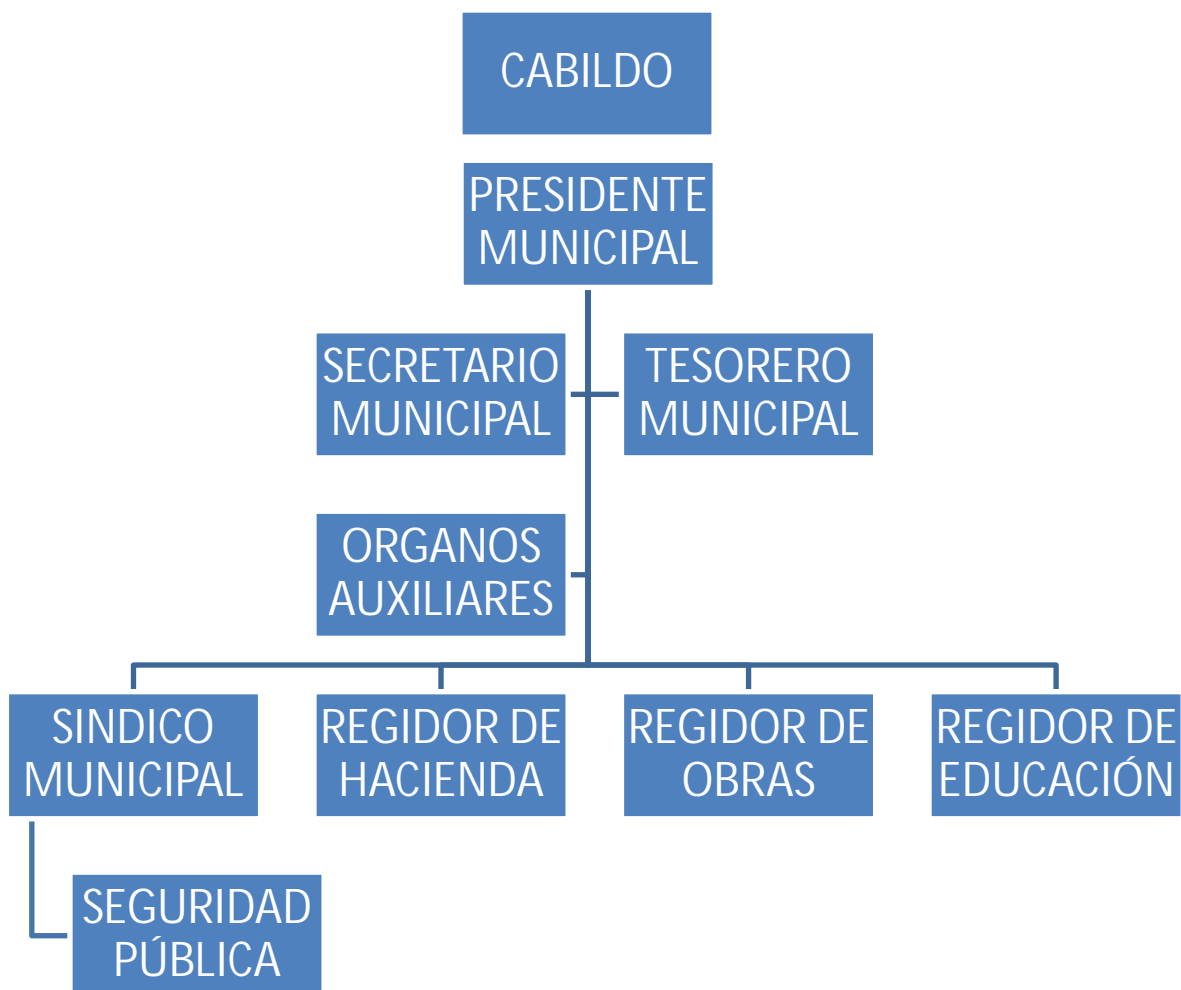 CABILDO
PRESIDENTE
MUNICIPAL
SECRETARIO
MUNICIPAL
TESORERO
MUNICIPAL
ORGANOS
AUXILIARES
SINDICO
MUNICIPAL
REGIDOR DE
HACIENDA
REGIDOR DE
OBRAS
REGIDOR DE
EDUCACIÓN
SEGURIDAD
PÚBLICA